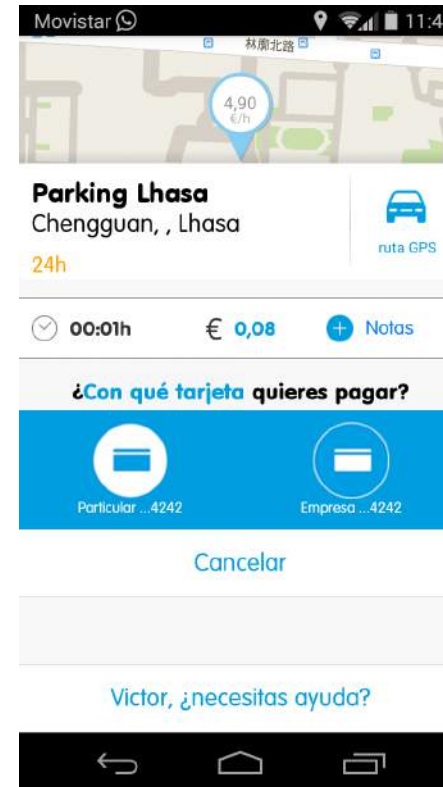 Movistar
11:4
林廓北路
4,90
€/h
Parking Lhasa
Chengguan, , Lhasa
24h
ruta GPS
00:01h
€ 0,08
+ Notas
¿Con qué tarjeta quieres pagar?
Particular ...4242
Empresa ...4242
Cancelar
Victor, ¿necesitas ayuda?